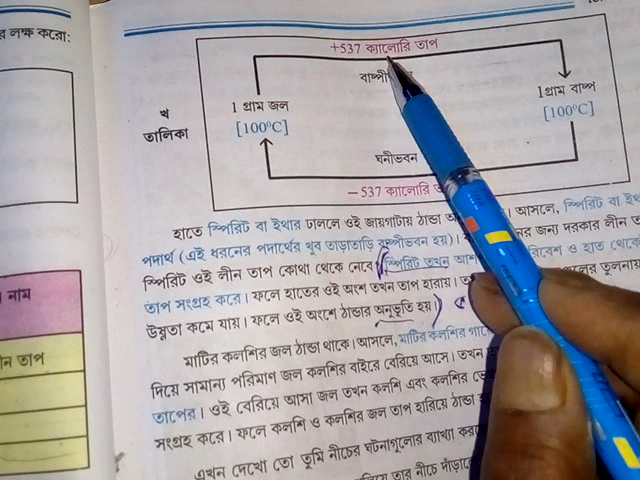 র লক্ষ করো:
+537 ক্যালোরি তাপ
খ
তালিকা
1 গ্রাম জল
[100°C]
1গ্রাম বাষ্প
[100°C]
ঘনীভবন
−537 ক্যালোরি
হাতে স্পিরিট বা ইথার ঢাললে ওই জায়গাটায় ঠান্ডা । আসলে, স্পিরিট বা
পদার্থ (এই ধরনের পদার্থের খুব তাড়াতাড়ি বাষ্পীভবন হয়)। জন্য দরকার লীন
স্পিরিট ওই লীন তাপ কোথা থেকে নেবে স্পিরিট তখন ও হাত থেকে
তাপ সংগ্রহ করে। ফলে হাতের ওই অংশ তখন তাপ হারায়। তুলনায়
উষ্ণতা কমে যায়। ফলে ওই অংশে ঠান্ডার অনুভূতি হয়।
মাটির কলশির জল ঠান্ডা থাকে। আসলে, মাটির কলশির গায়ে
দিয়ে সামান্য পরিমাণ জল কলশির বাইরে বেরিয়ে আসে। তখন
তাপের। ওই বেরিয়ে আসা জল তখন কলশি এবং কলশির
সংগ্রহ করে। ফলে কলশি ও কলশির জল তাপ হারিয়ে ঠান্ডা
এখন দেখো তো তুমি নীচের ঘটনাগুলোর ব্যাখ্যা
তার নীচে
নাম
তাপ